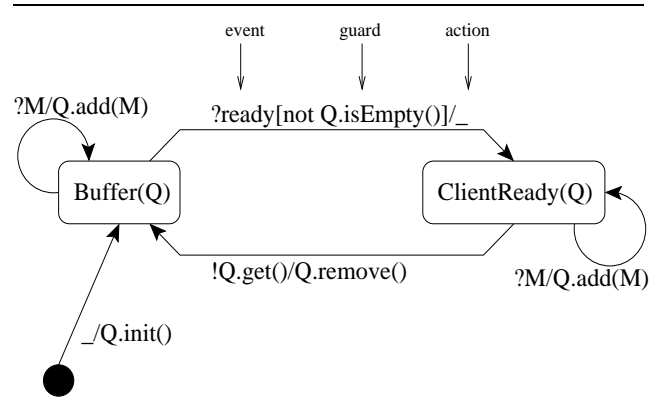 event guard action
?M/Q.add(M)
?ready[not Q.isEmpty()]/_
Buffer(Q) ClientReady(Q)
!Q.get()/Q.remove()
?M/Q.add(M)
_/Q.init()